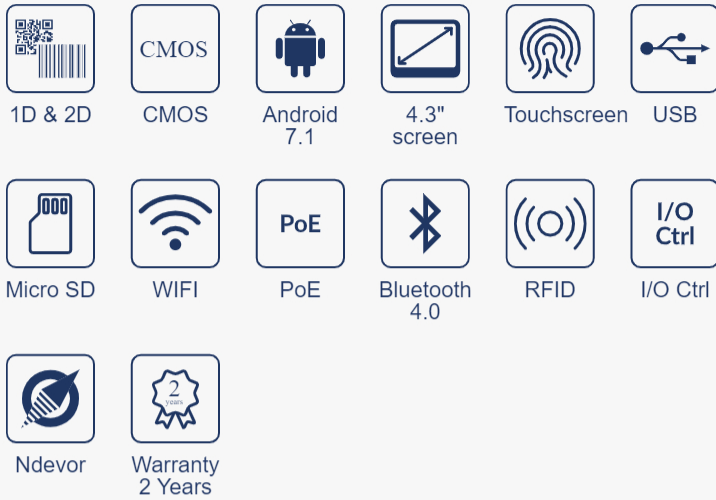 CMOS
1D & 2D
CMOS
Android
7.1
4.3"
screen
Touchscreen
USB
PoE
I/O
Ctrl
Micro SD
WIFI
PoE
Bluetooth
4.0
RFID
I/O Ctrl
2
years
Ndevor
Warranty
2 Years